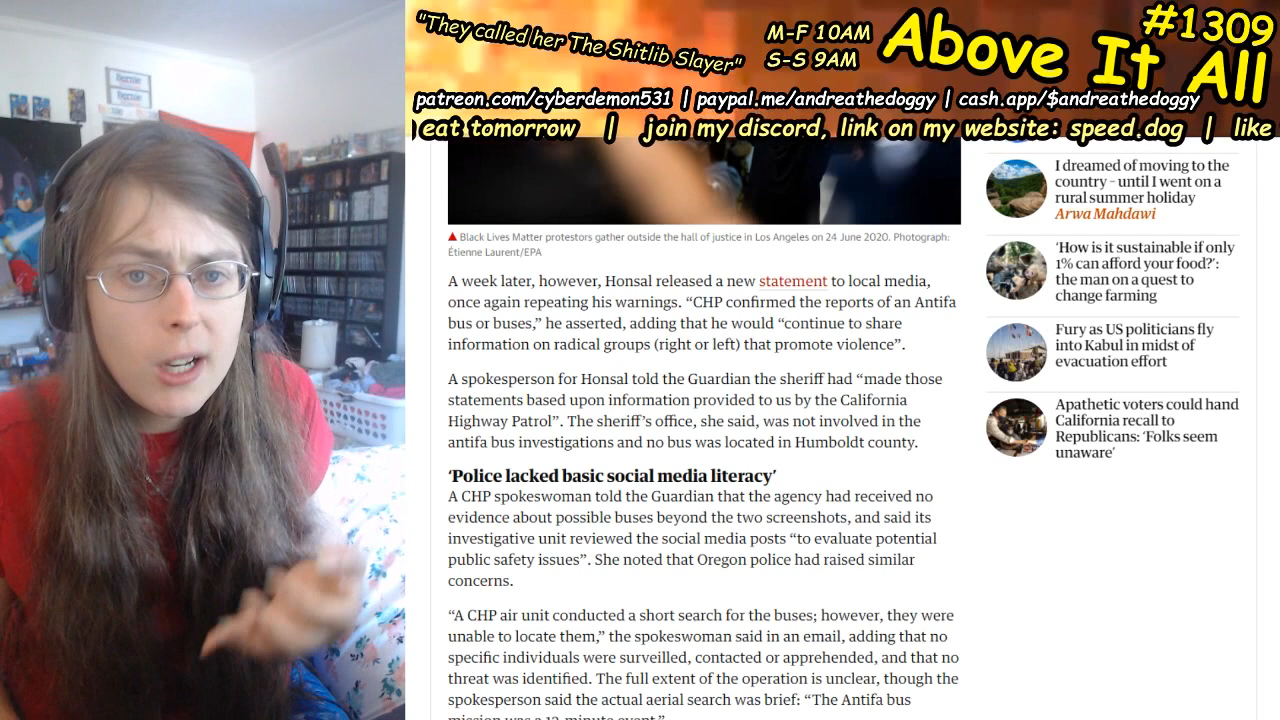 "They called her The Shitlib Slayer"
M-F 10AM
S-S 9AM
Above It All
#1309
patreon.com/cyberdemon531 | paypal.me/andreathedoggy | cash.app/$andreathedoggy
eat tomorrow | join my discord, link on my website: speed.dog | like
Bernie
Bernie
▲ Black Lives Matter protestors gather outside the hall of justice in Los Angeles on 24 June 2020. Photograph:
Étienne Laurent/EPA
A week later, however, Honsal released a new statement to local media,
once again repeating his warnings. “CHP confirmed the reports of an Antifa
bus or buses,” he asserted, adding that he would “continue to share
information on radical groups (right or left) that promote violence”.
A spokesperson for Honsal told the Guardian the sheriff had “made those
statements based upon information provided to us by the California
Highway Patrol”. The sheriff’s office, she said, was not involved in the
antifa bus investigations and no bus was located in Humboldt county.
‘Police lacked basic social media literacy’
A CHP spokeswoman told the Guardian that the agency had received no
evidence about possible buses beyond the two screenshots, and said its
investigative unit reviewed the social media posts “to evaluate potential
public safety issues”. She noted that Oregon police had raised similar
concerns.
“A CHP air unit conducted a short search for the buses; however, they were
unable to locate them,” the spokeswoman said in an email, adding that no
specific individuals were surveilled, contacted or apprehended, and that no
threat was identified. The full extent of the operation is unclear, though the
spokesperson said the actual aerial search was brief: “The Antifa bus
mission was a 12-minute event.”
I dreamed of moving to the
country – until I went on a
rural summer holiday
Arwa Mahdawi
‘How is it sustainable if only
1% can afford your food?’:
the man on a quest to
change farming
Fury as US politicians fly
into Kabul in midst of
evacuation effort
Apathetic voters could hand
California recall to
Republicans: ‘Folks seem
unaware’